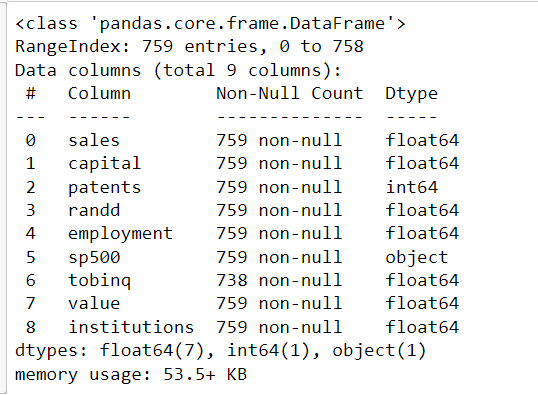 <class 'pandas.core.frame.DataFrame'>
RangeIndex: 759 entries, 0 to 758
Data columns (total 9 columns):
 #   Column        Non-Null Count  Dtype
---  ------        --------------  -----
 0   sales         759 non-null    float64
 1   capital       759 non-null    float64
 2   patents       759 non-null    int64
 3   randd         759 non-null    float64
 4   employment    759 non-null    float64
 5   sp500         759 non-null    object
 6   tobinq        738 non-null    float64
 7   value         759 non-null    float64
 8   institutions  759 non-null    float64
dtypes: float64(7), int64(1), object(1)
memory usage: 53.5+ KB